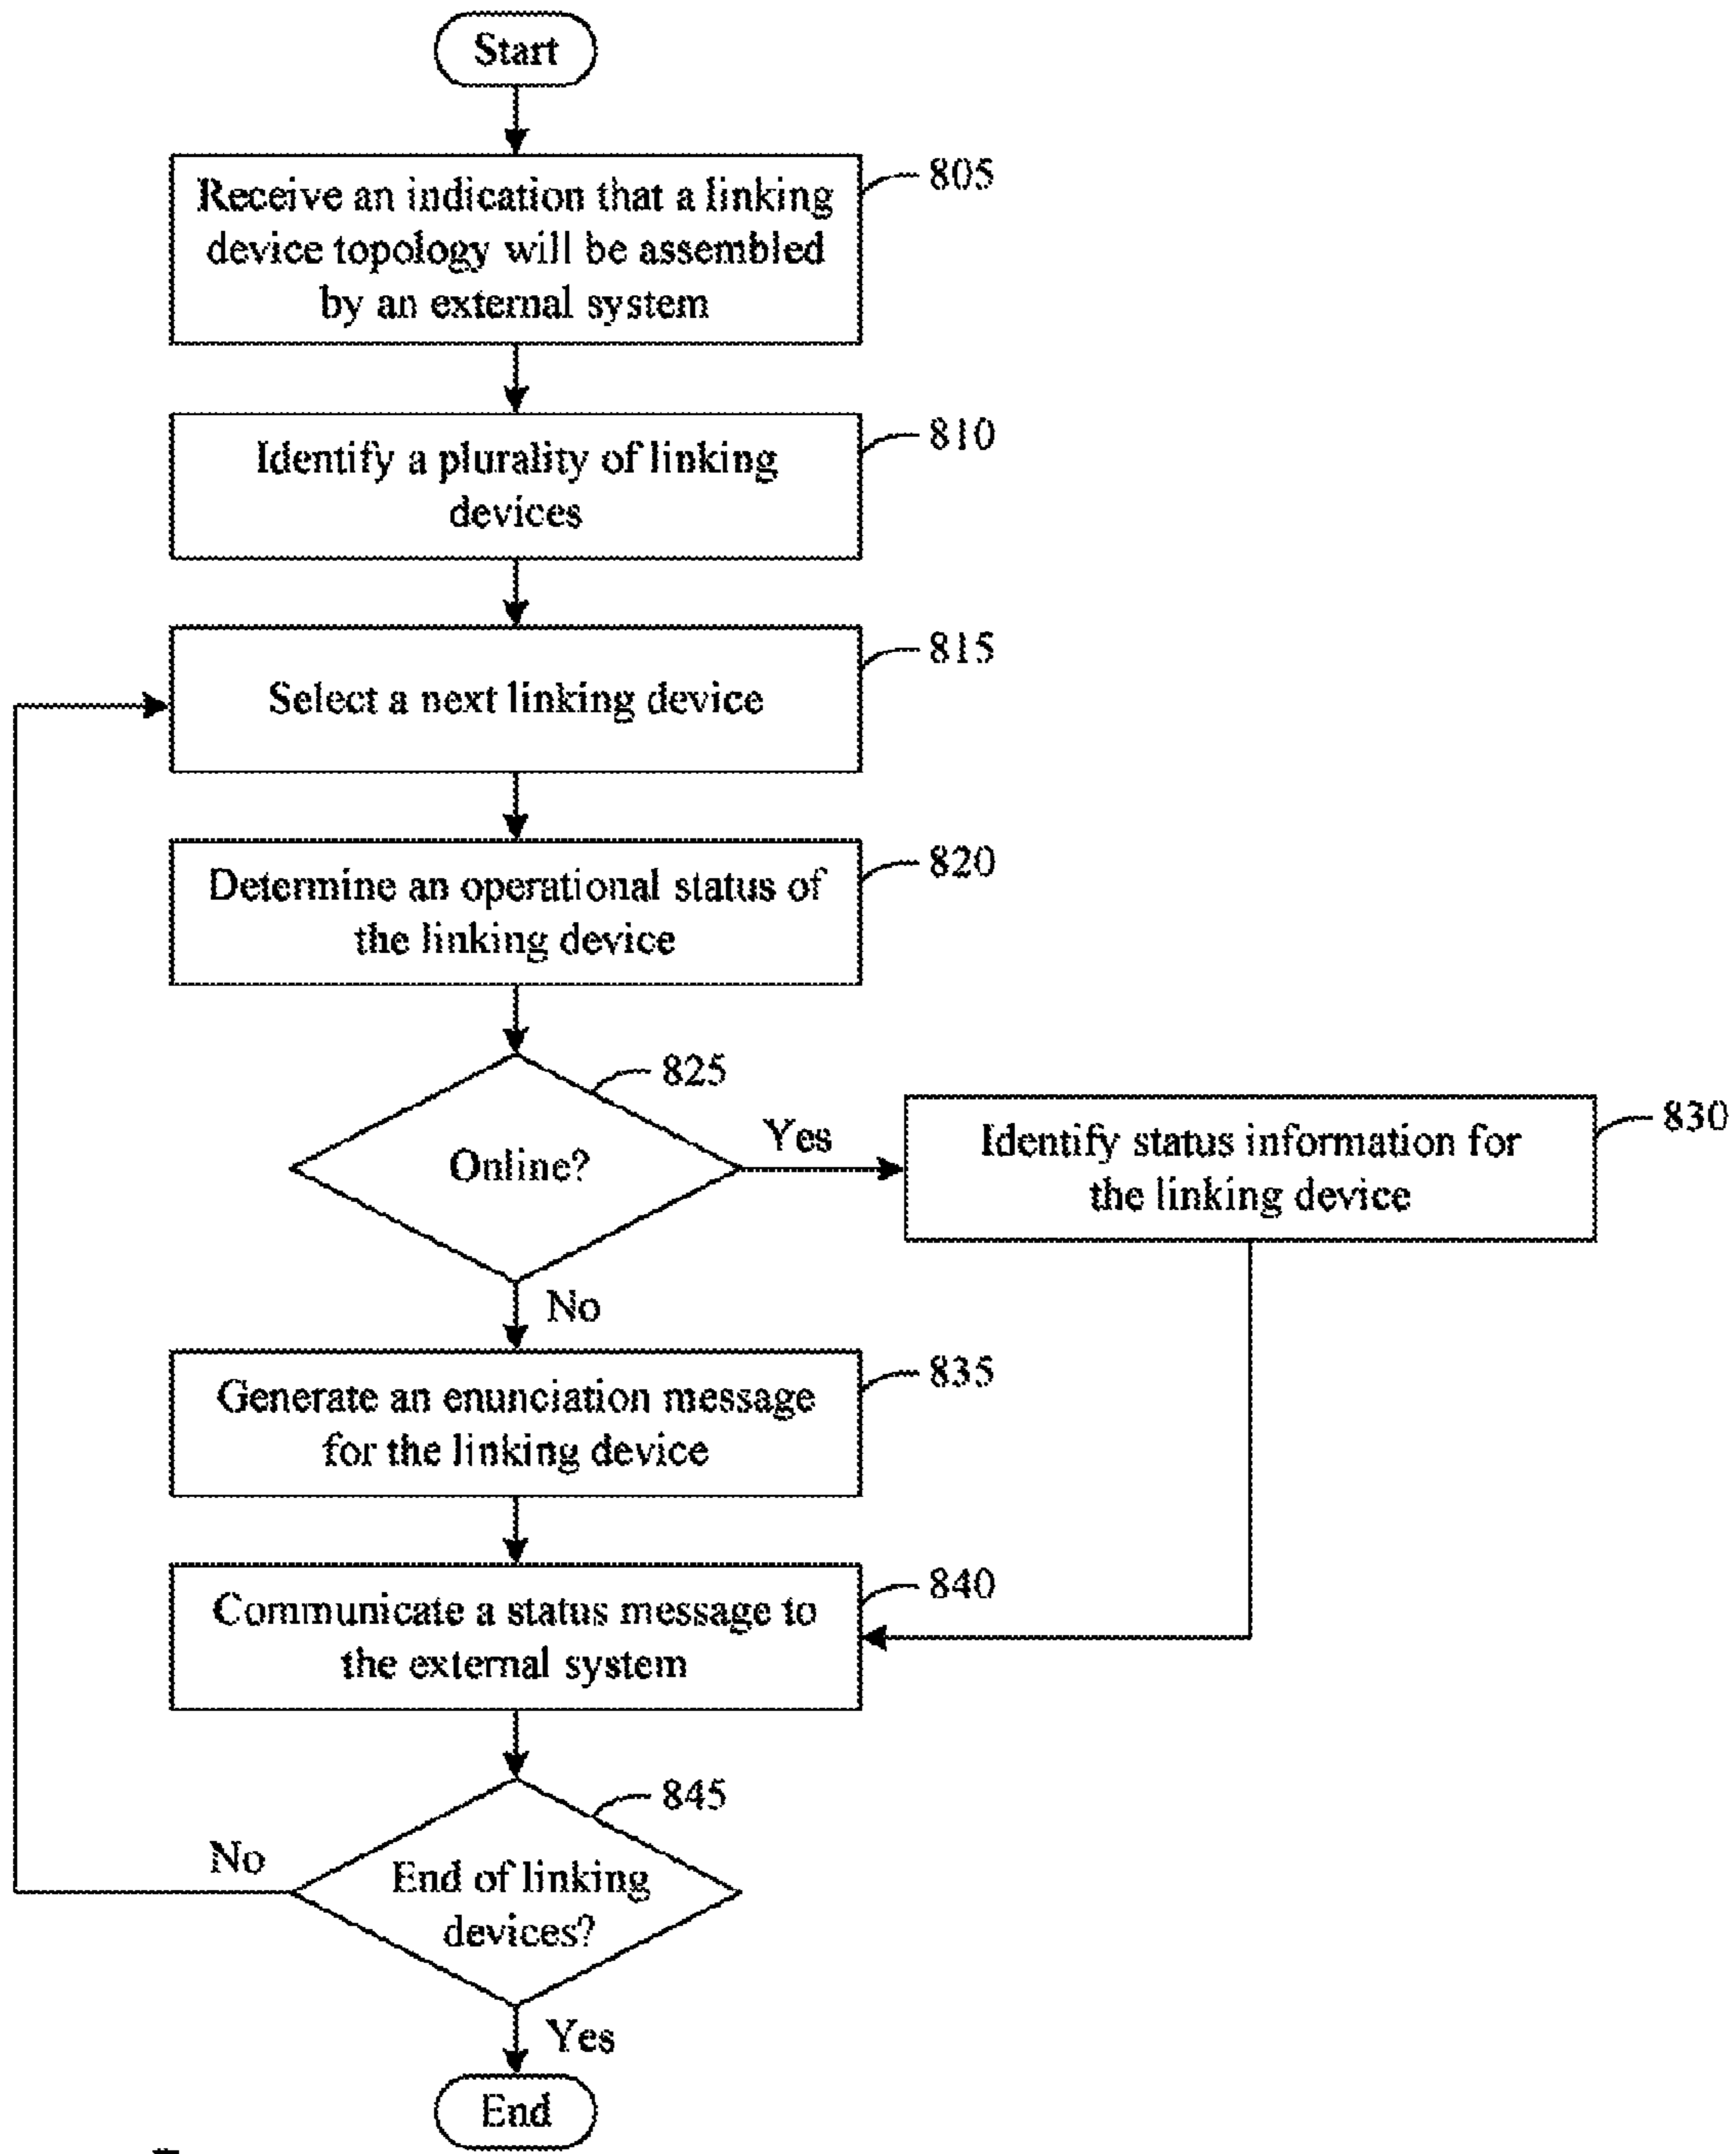 Start
Receive an indication that a linking
device topology will be assembled
by an external system
805
Identify a plurality of linking
devices
810
Select a next linking device
815
Determine an operational status of
the linking device
820
Online?
825
Yes
Identify status information for
the linking device
830
No
Generate an enunciation message
for the linking device
835
Communicate a status message to
the external system
840
End of linking
devices?
845
No
Yes
End